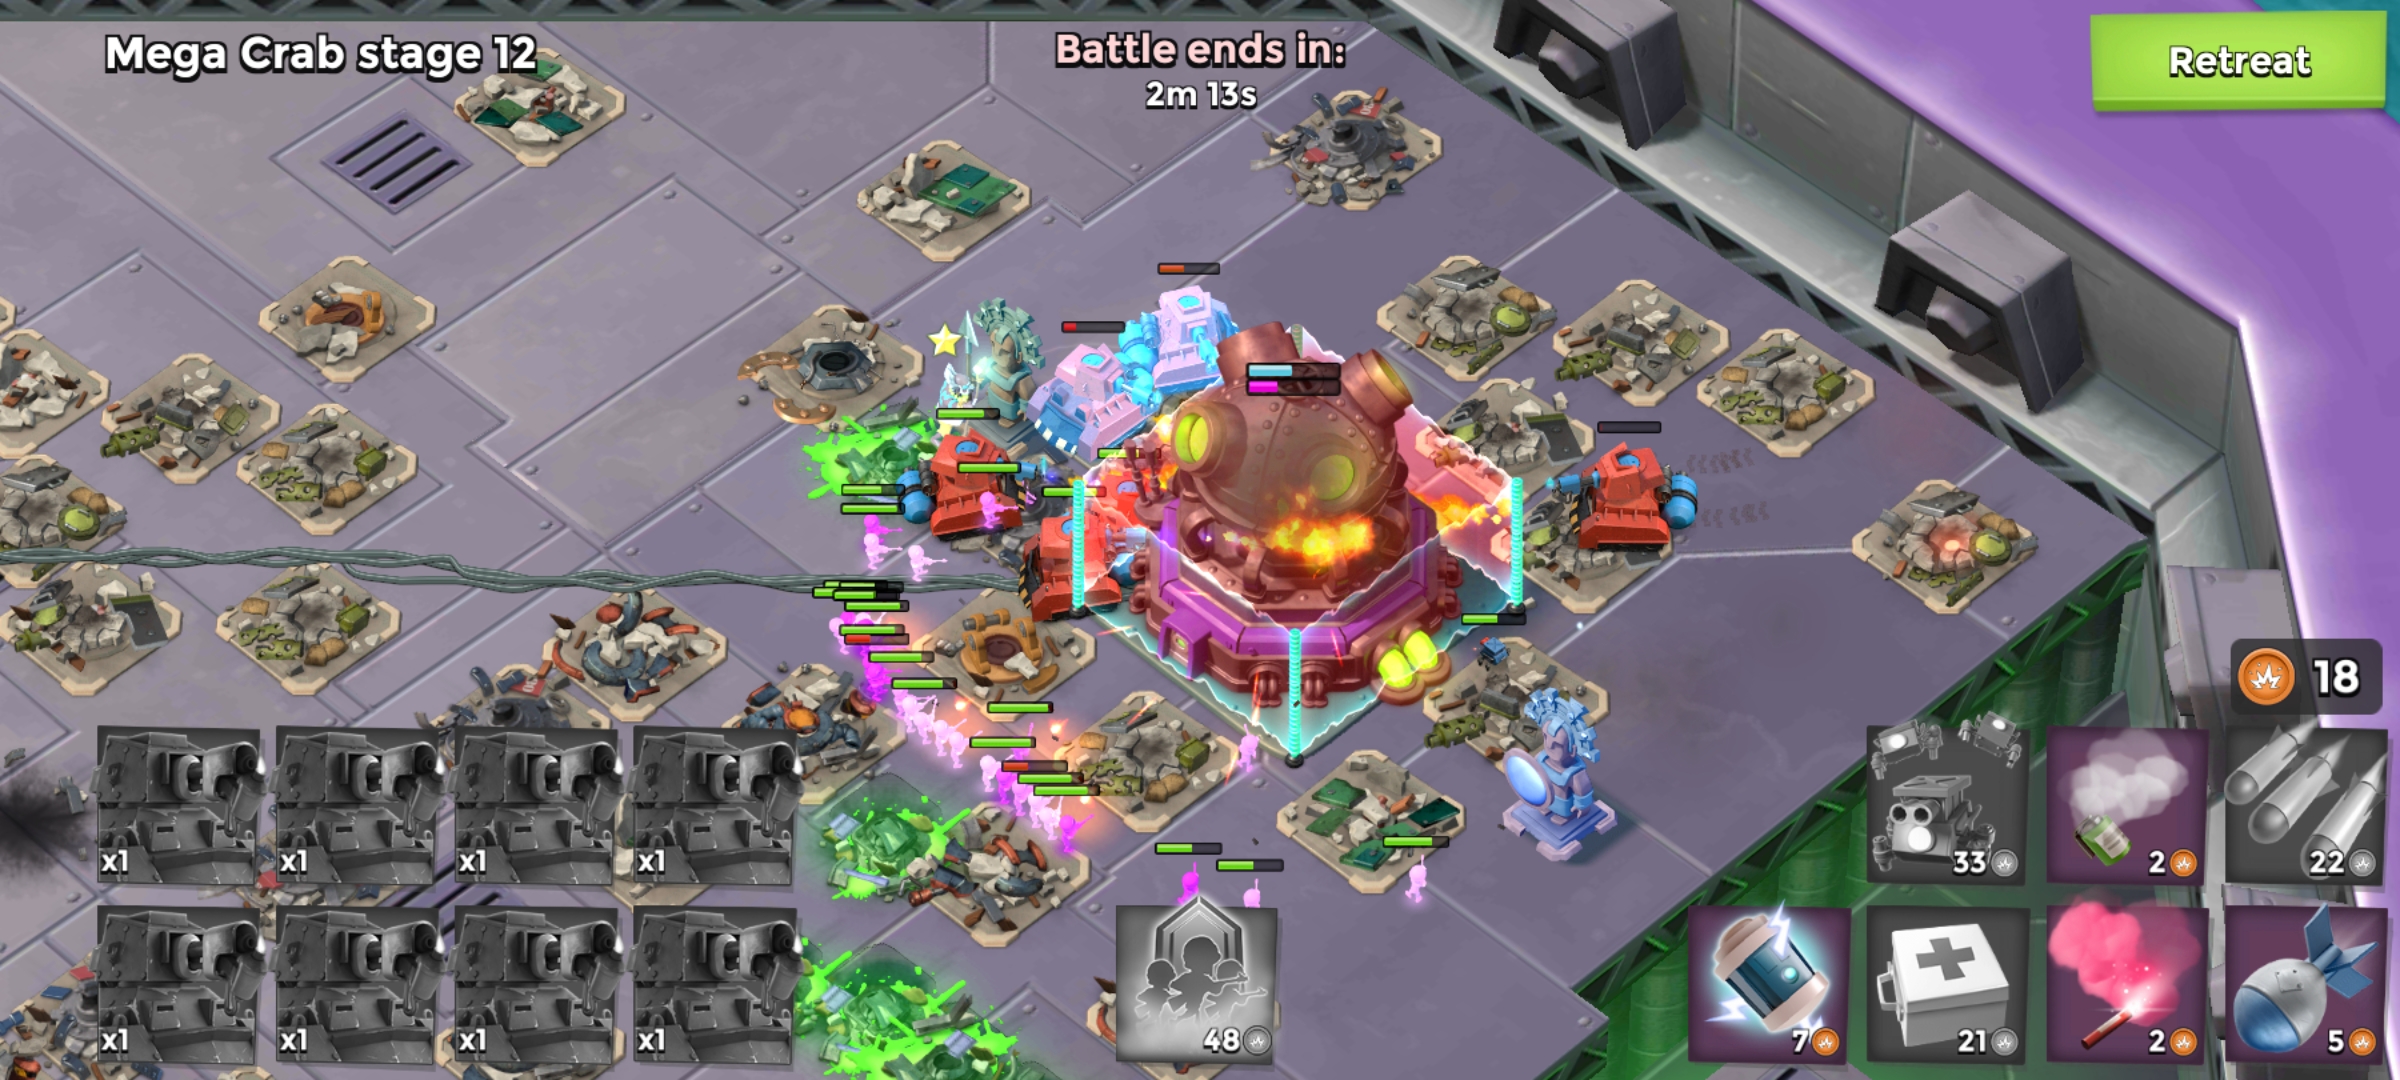 Mega Crab stage 12
Battle ends in:
2m 13s
Retreat
18
x1
x1
x1
x1
33
2
22
x1
x1
x1
x1
48
7
21
2
5